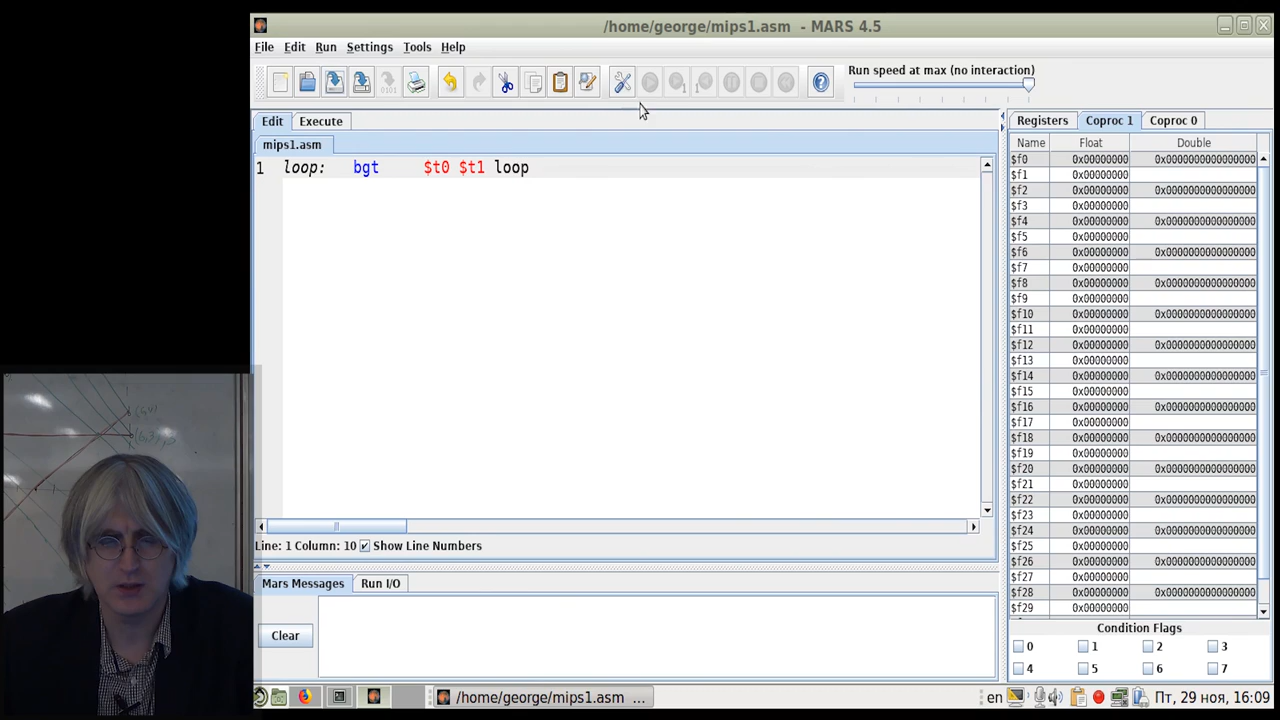 /home/george/mips1.asm - MARS 4.5
File Edit Run Settings Tools Help
Run speed at max (no interaction)
Edit Execute
mips1.asm
1 loop: bgt $t0 $t1 loop
Line: 1 Column: 10 Show Line Numbers
Mars Messages Run I/O
Clear
Registers Coproc 1 Coproc 0
Name Float Double
$f0 0x00000000 0x0000000000000000
$f1 0x00000000
$f2 0x00000000 0x0000000000000000
$f3 0x00000000
$f4 0x00000000 0x0000000000000000
$f5 0x00000000
$f6 0x00000000 0x0000000000000000
$f7 0x00000000
$f8 0x00000000 0x0000000000000000
$f9 0x00000000
$f10 0x00000000 0x0000000000000000
$f11 0x00000000
$f12 0x00000000 0x0000000000000000
$f13 0x00000000
$f14 0x00000000 0x0000000000000000
$f15 0x00000000
$f16 0x00000000 0x0000000000000000
$f17 0x00000000
$f18 0x00000000 0x0000000000000000
$f19 0x00000000
$f20 0x00000000 0x0000000000000000
$f21 0x00000000
$f22 0x00000000 0x0000000000000000
$f23 0x00000000
$f24 0x00000000 0x0000000000000000
$f25 0x00000000
$f26 0x00000000 0x0000000000000000
$f27 0x00000000
$f28 0x00000000 0x0000000000000000
$f29 0x00000000
Condition Flags
0 1 2 3
4 5 6 7
/home/george/mips1.asm ...
en Пт, 29 ноя, 16:09